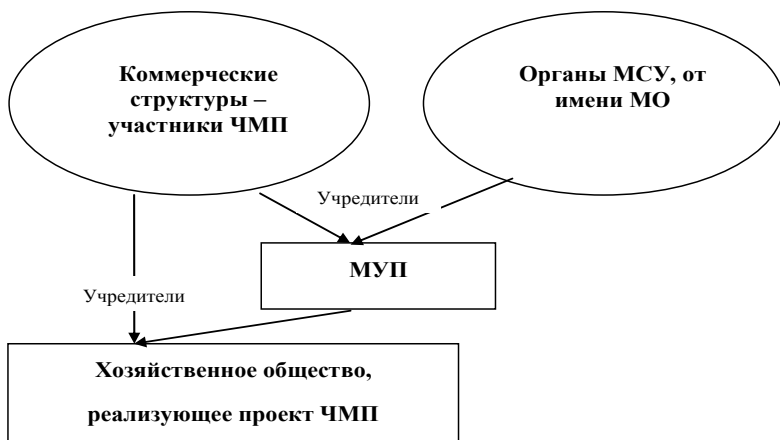 Коммерческие
структуры –
участники ЧМП
Органы МСУ, от
имени МО
Учредители
МУП
Учредители
Хозяйственное общество,
реализующее проект ЧМП